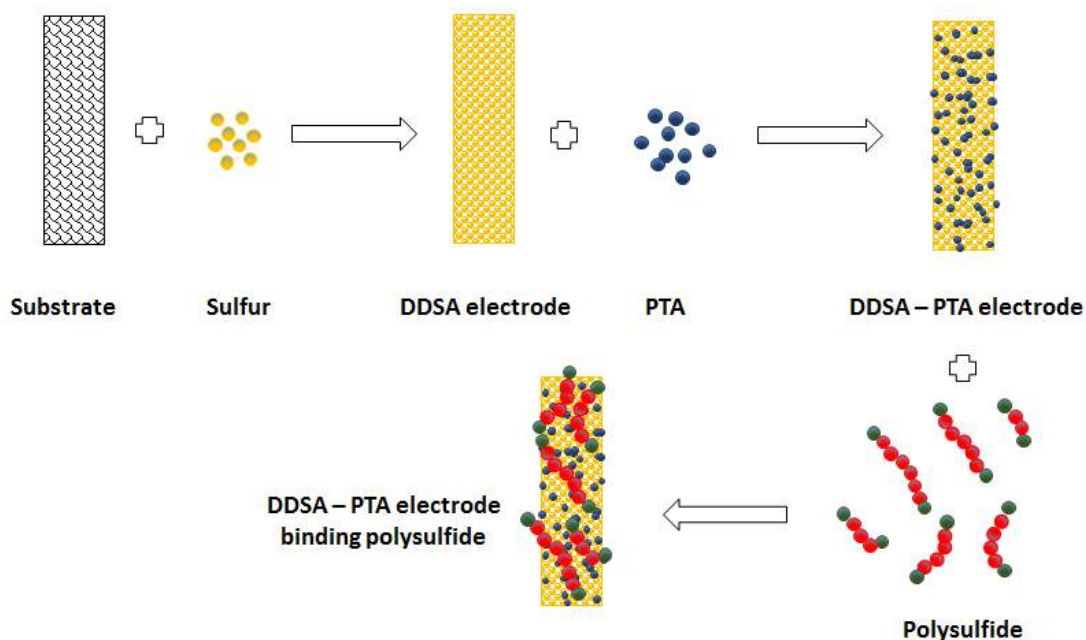 Substrate
Sulfur
DDSA electrode
PTA
DDSA – PTA electrode
DDSA – PTA electrode
binding polysulfide
Polysulfide